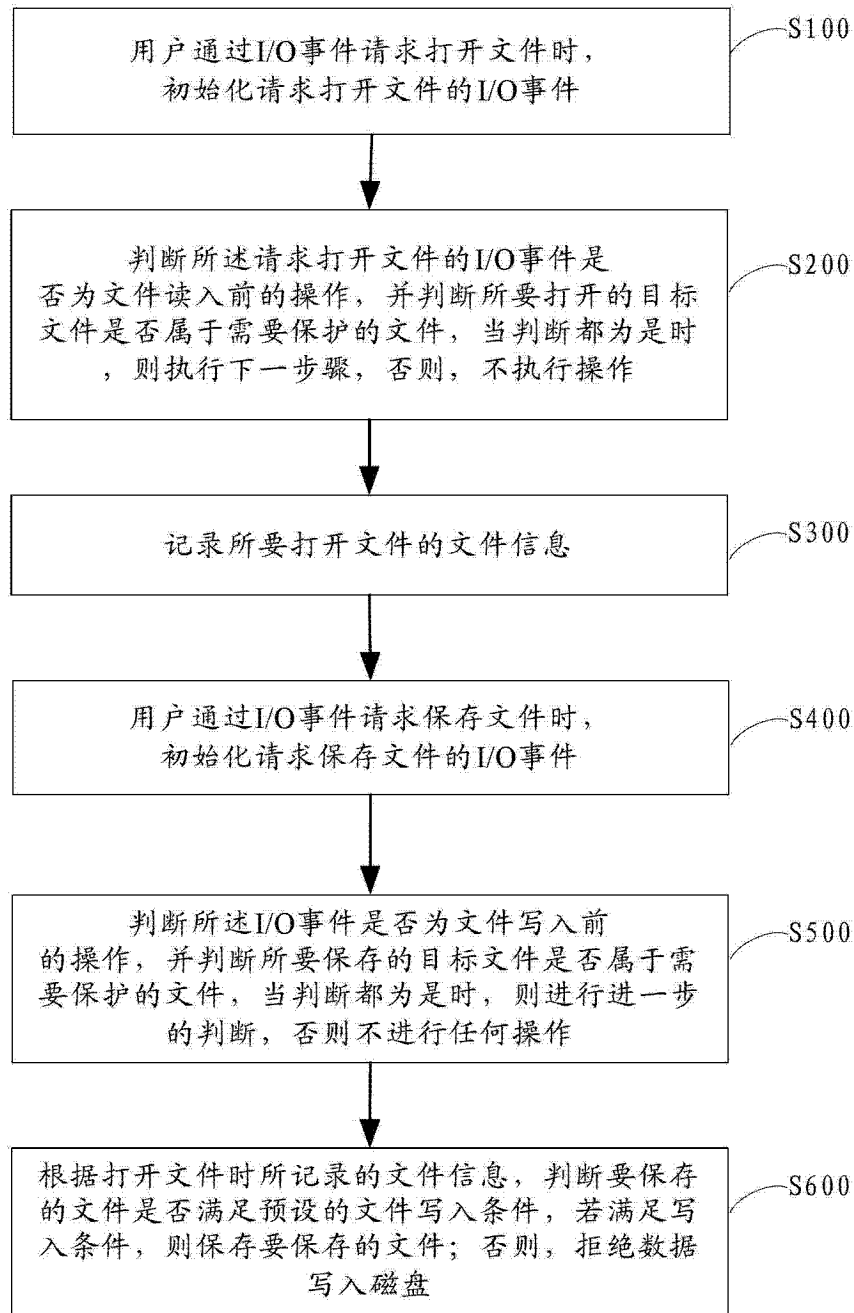 S100
用户通过I/O事件请求打开文件时,
初始化请求打开文件的I/O事件
S200
判断所述请求打开文件的I/O事件是
否为文件读入前的操作,并判断所要打开的目标
文件是否属于需要保护的文件,当判断都为是时
,则执行下一步骤,否则,不执行操作
S300
记录所要打开文件的文件信息
S400
用户通过I/O事件请求保存文件时,
初始化请求保存文件的I/O事件
S500
判断所述I/O事件是否为文件写入前
的操作,并判断所要保存的目标文件是否属于需
要保护的文件,当判断都为是时,则进行进一步
的判断,否则不进行任何操作
S600
根据打开文件时所记录的文件信息,判断要保存
的文件是否满足预设的文件写入条件,若满足写
入条件,则保存要保存的文件;否则,拒绝数据
写入磁盘